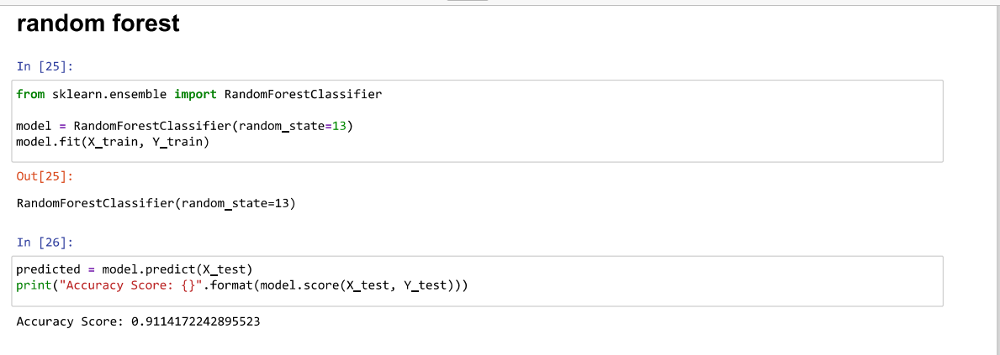 random forest
In [25]:
from sklearn.ensemble import RandomForestClassifier
model = RandomForestClassifier(random_state=13)
model.fit(X_train, Y_train)
Out[25]:
RandomForestClassifier(random_state=13)
In [26]:
predicted = model.predict(X_test)
print("Accuracy Score: {}".format(model.score(X_test, Y_test)))
Accuracy Score: 0.9114172242895523